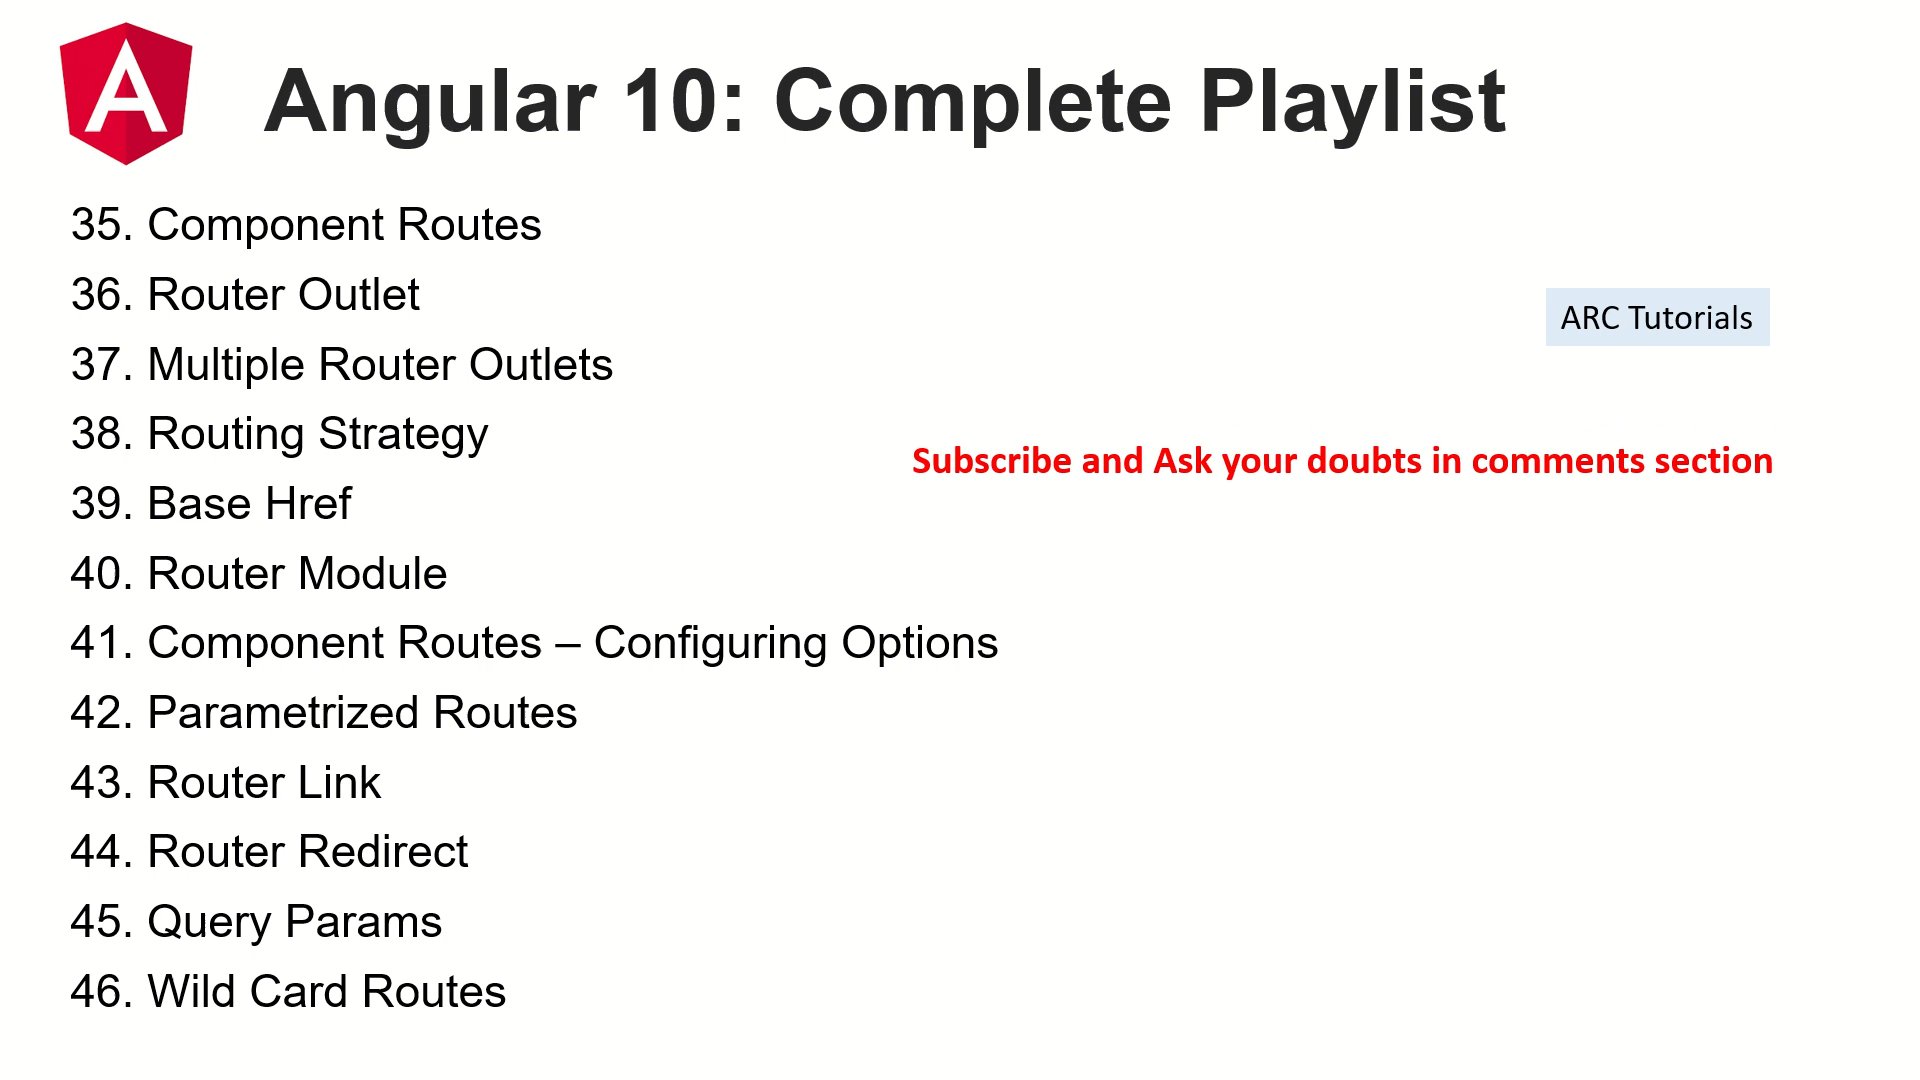 Angular 10: Complete Playlist
35. Component Routes
36. Router Outlet
37. Multiple Router Outlets
38. Routing Strategy
39. Base Href
40. Router Module
41. Component Routes – Configuring Options
42. Parametrized Routes
43. Router Link
44. Router Redirect
45. Query Params
46. Wild Card Routes
ARC Tutorials
Subscribe and Ask your doubts in comments section